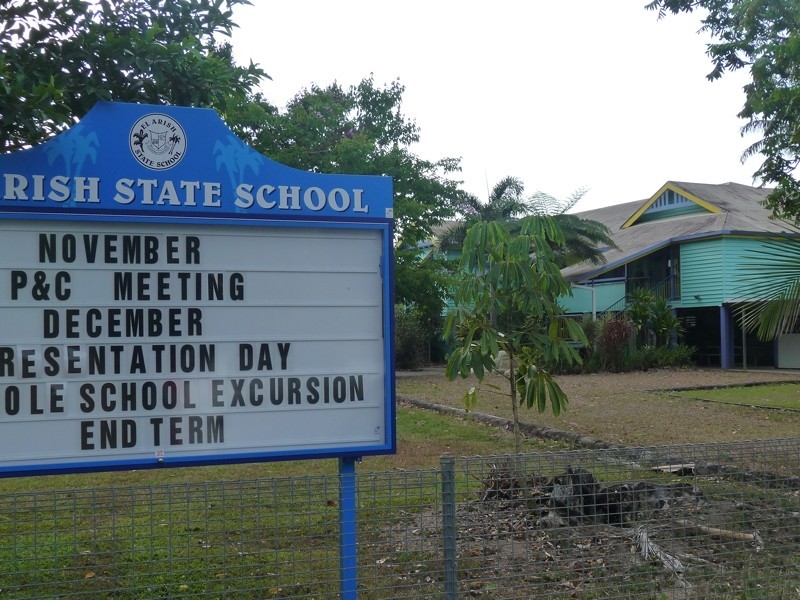 EL ARISH
STATE SCHOOL
RISH STATE SCHOOL
NOVEMBER
P&C MEETING
DECEMBER
RESENTATION DAY
OLE SCHOOL EXCURSION
END TERM